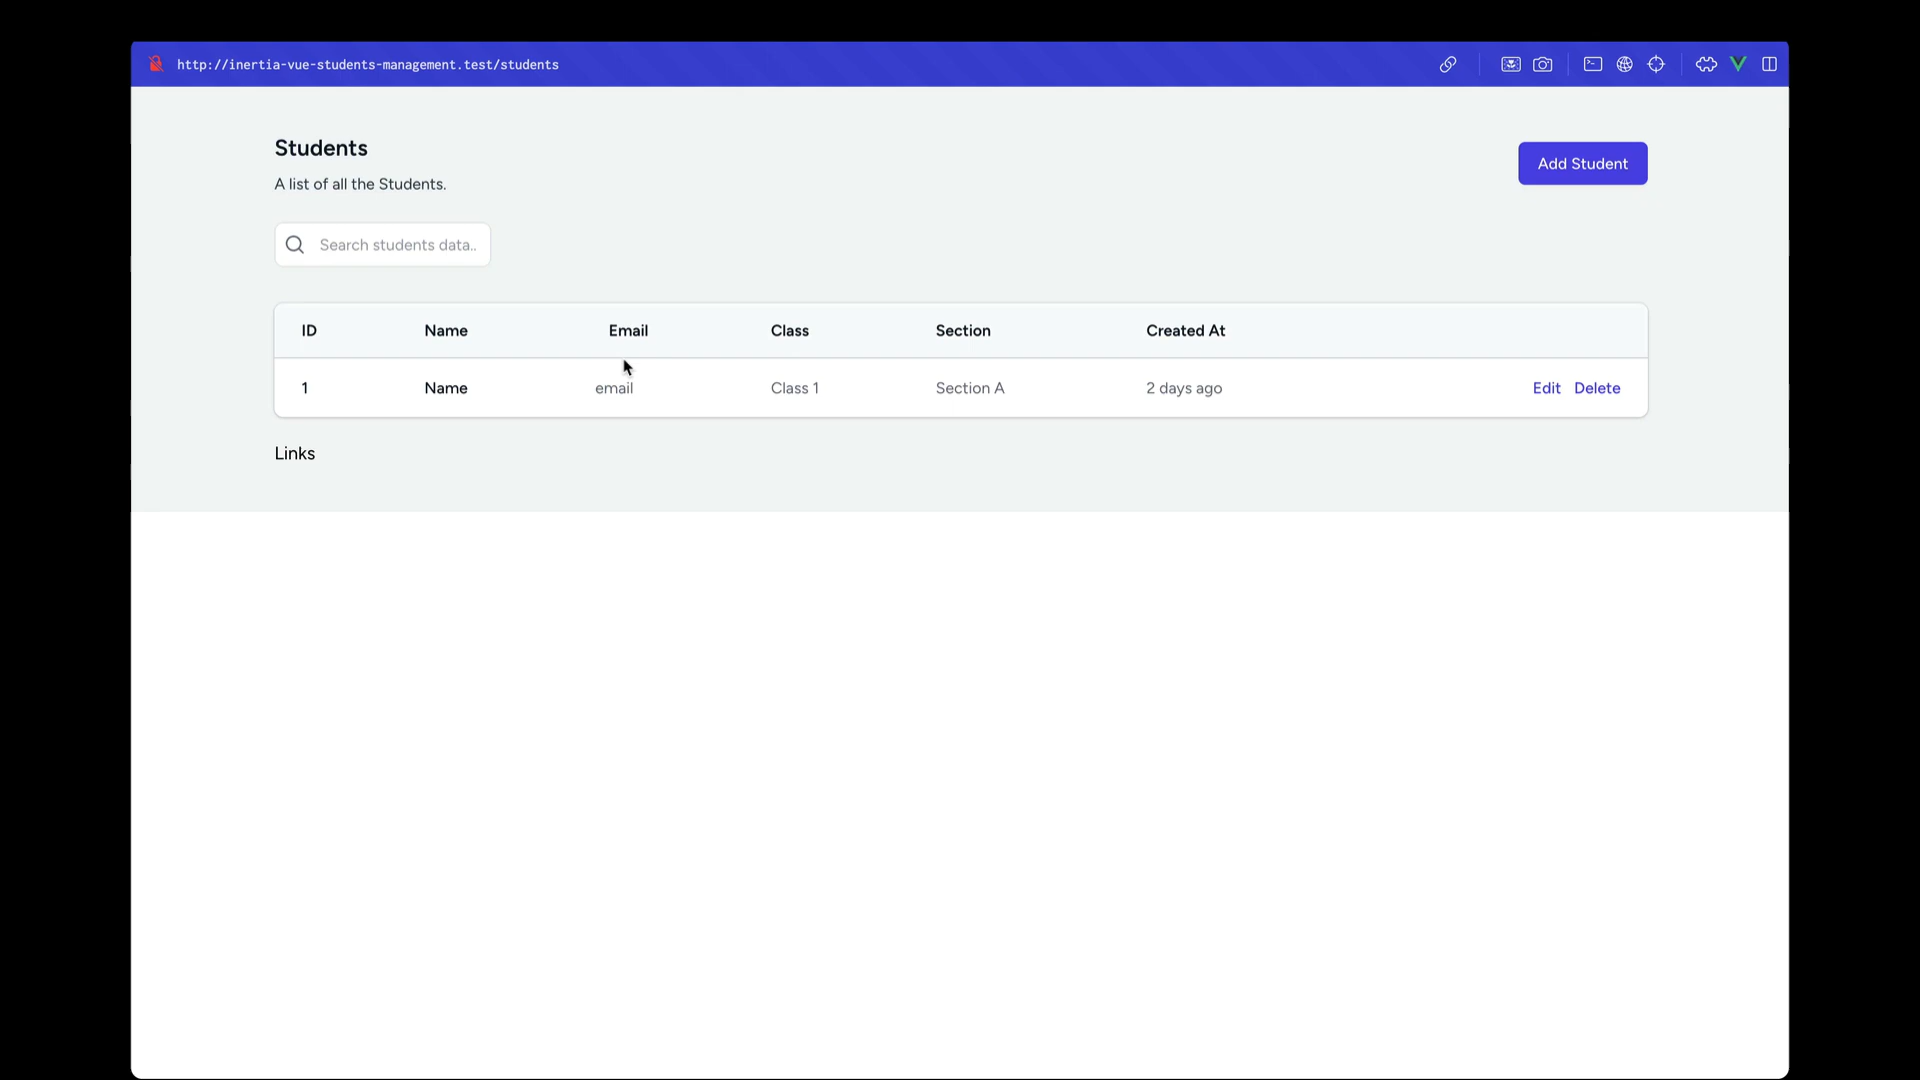 http://inertia-vue-students-management.test/students
Students
Add Student
A list of all the Students.
Search students data..
ID Name Email Class Section Created At
1 Name email Class 1 Section A 2 days ago Edit Delete
Links